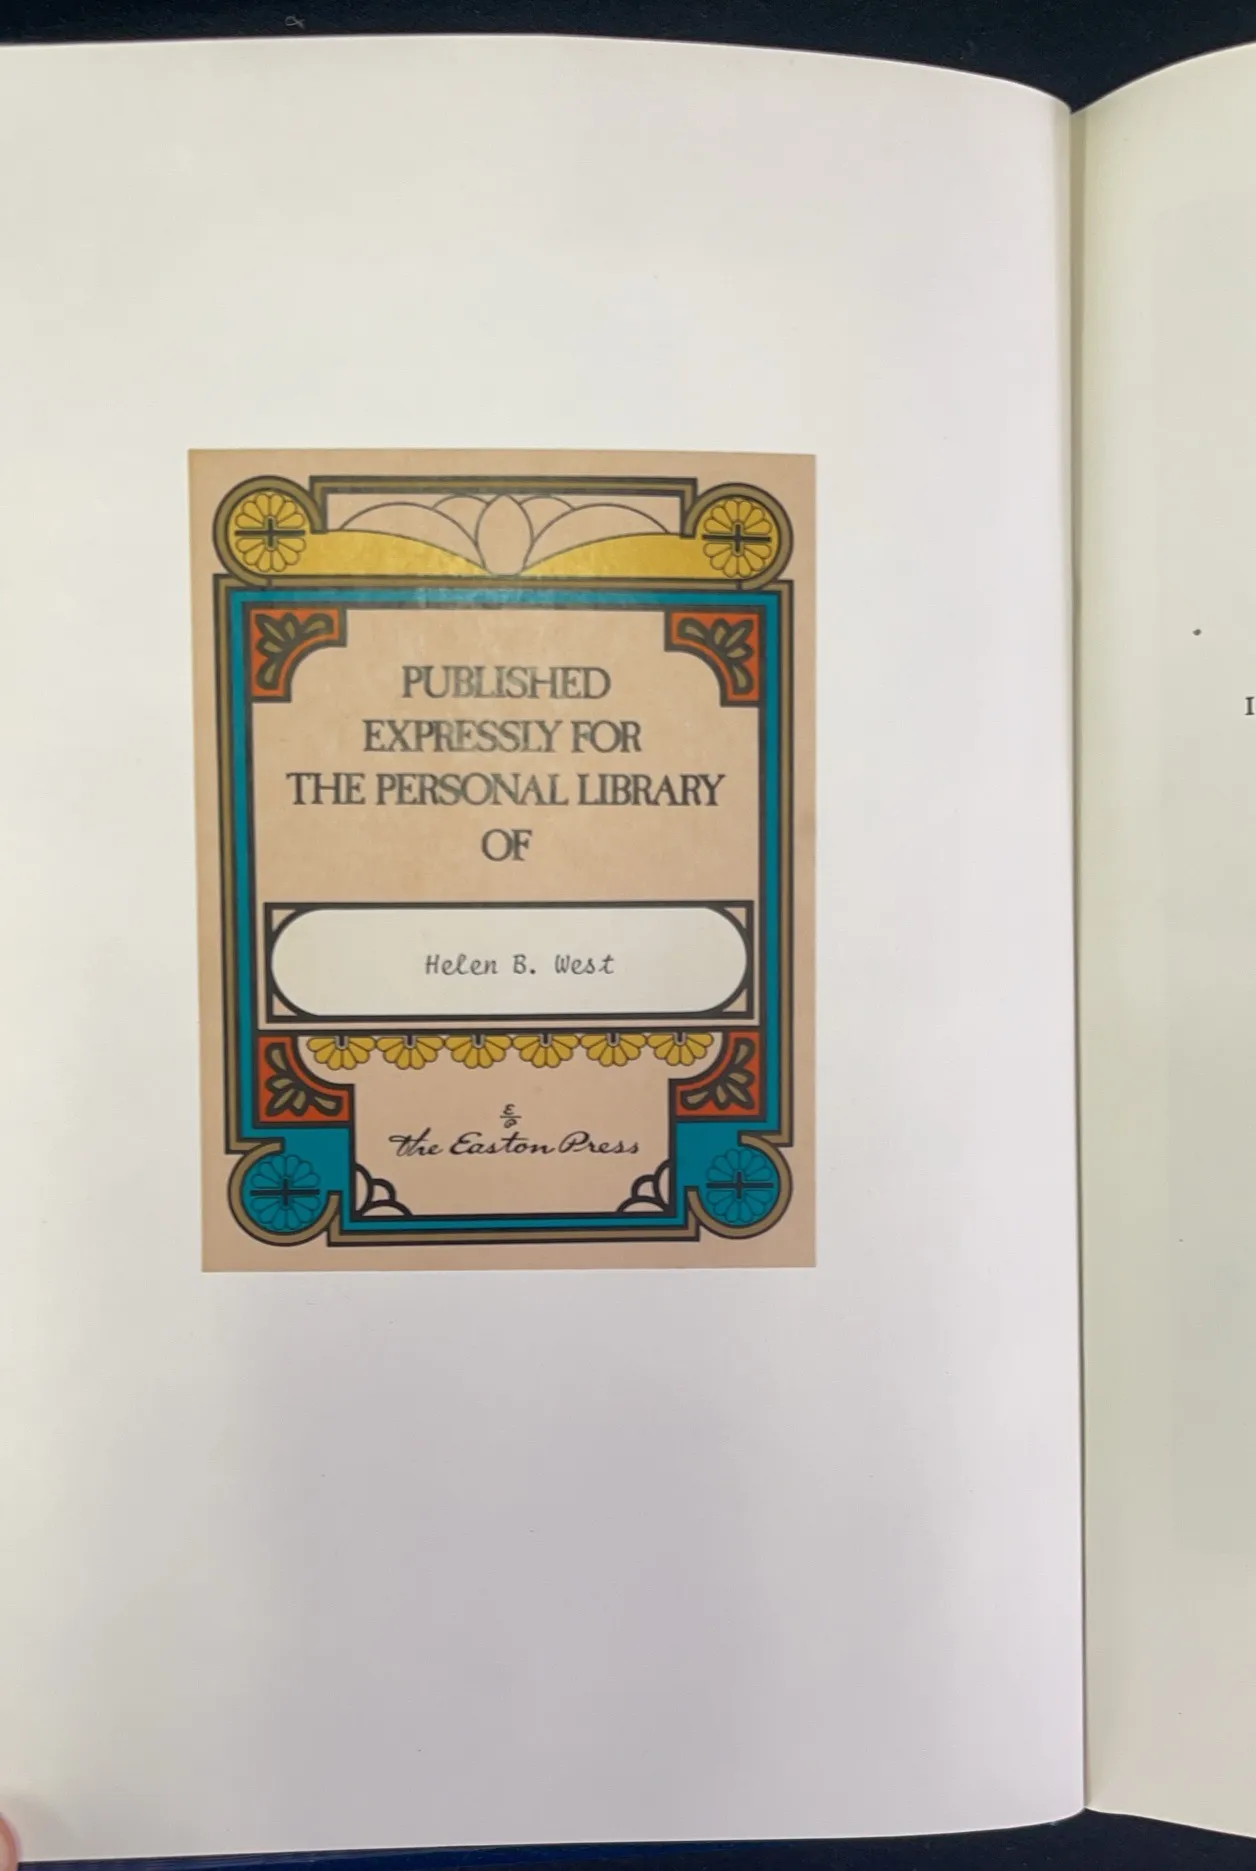 PUBLISHED
EXPRESSLY FOR
THE PERSONAL LIBRARY
OF
Helen B. West
E
P
the Easton Press
I